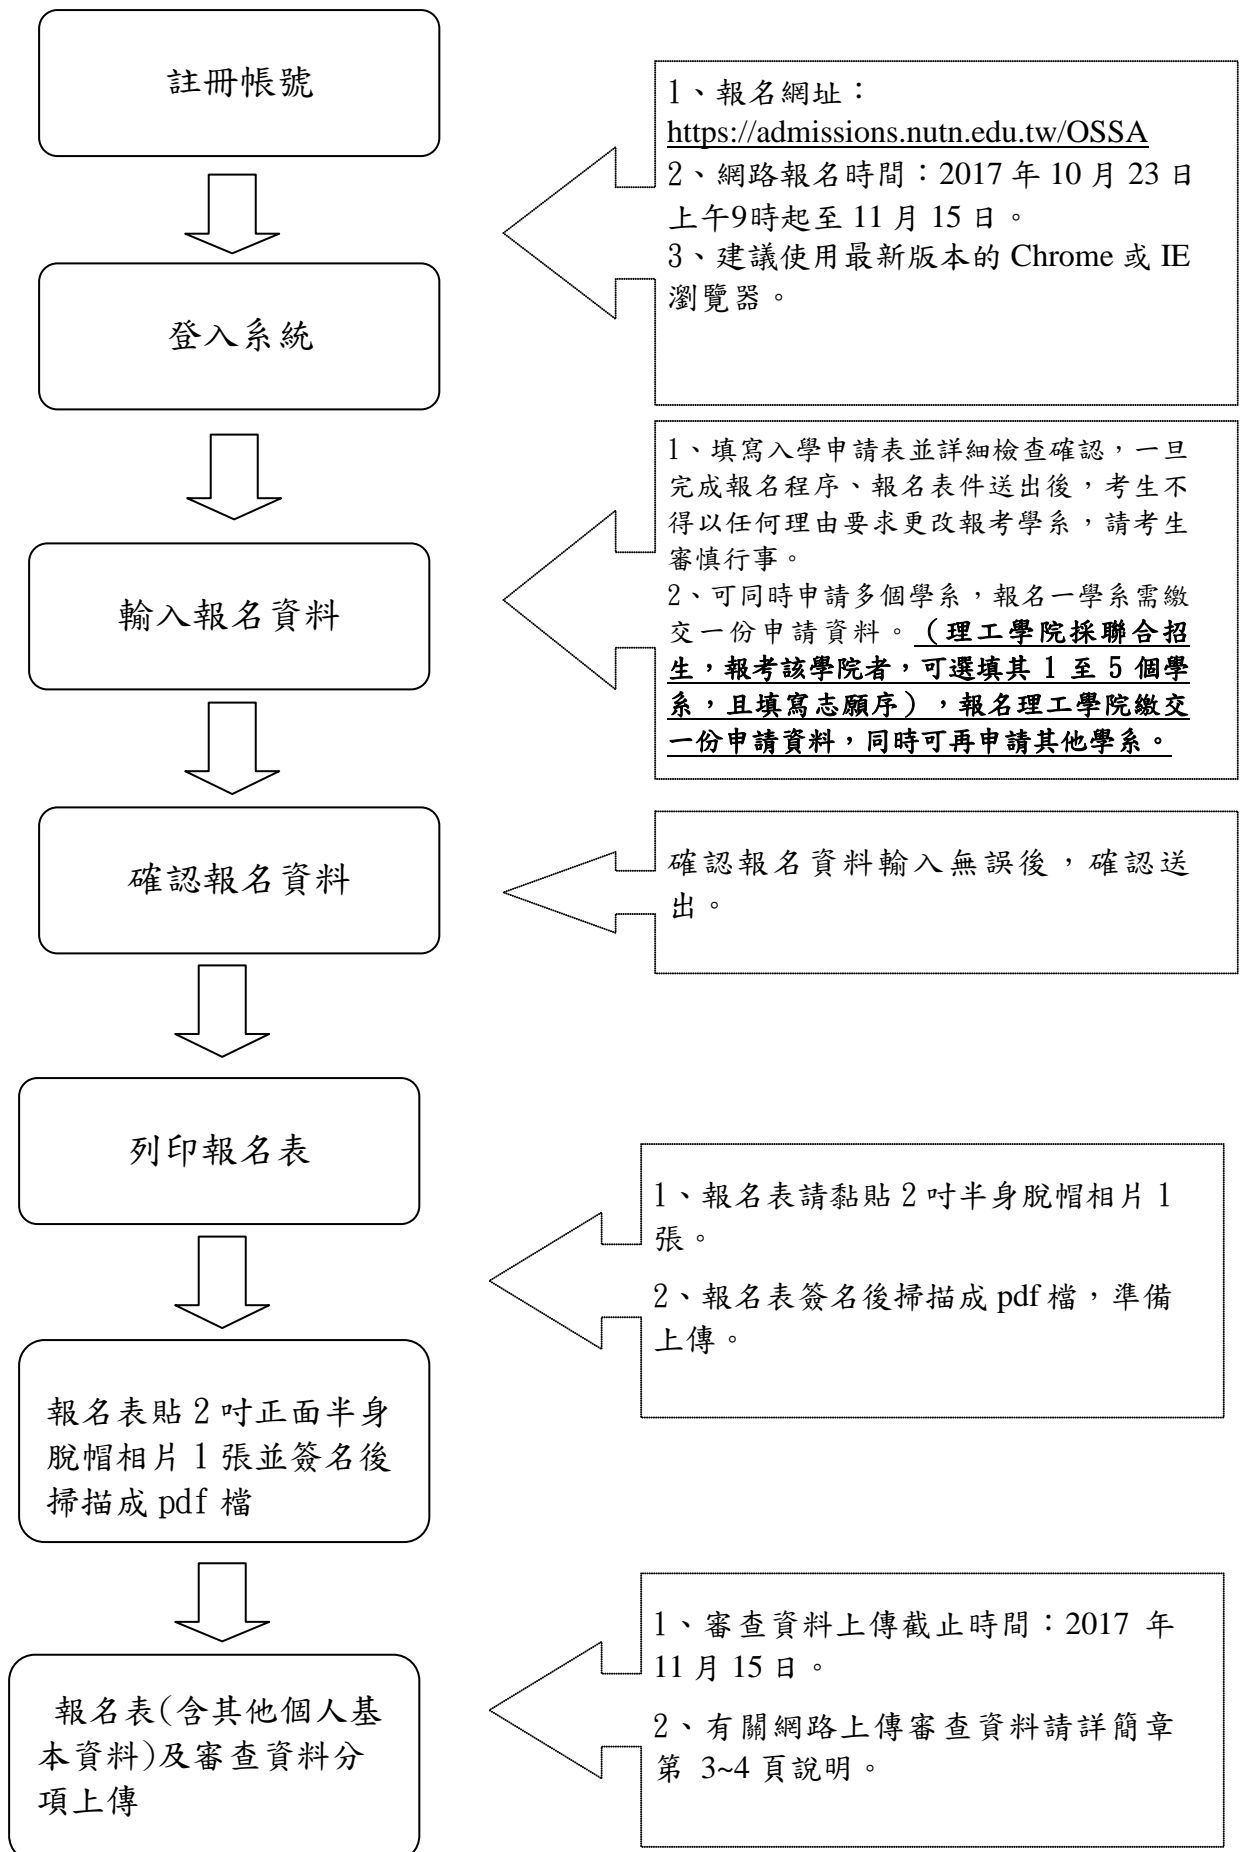 註冊帳號
1、報名網址：
https://admissions.nutn.edu.tw/OSSA
2、網路報名時間：2017 年 10 月 23 日
上午9時起至 11 月 15 日。
3、建議使用最新版本的 Chrome 或 IE
瀏覽器。
登入系統
1、填寫入學申請表並詳細檢查確認，一旦
完成報名程序、報名表件送出後，考生不
得以任何理由要求更改報考學系，請考生
審慎行事。
2、可同時申請多個學系，報名一學系需繳
交一份申請資料。（理工學院採聯合招
生，報考該學院者，可選填其 1 至 5 個學
系，且填寫志願序），報名理工學院繳交
一份申請資料，同時可再申請其他學系。
輸入報名資料
確認報名資料
確認報名資料輸入無誤後，確認送
出。
列印報名表
1、報名表請黏貼 2 吋半身脫帽相片 1
張。
2、報名表簽名後掃描成 pdf 檔，準備
上傳。
報名表貼 2 吋正面半身
脫帽相片 1 張並簽名後
掃描成 pdf 檔
1、審查資料上傳截止時間：2017 年
11 月 15 日。
2、有關網路上傳審查資料請詳簡章
第 3~4 頁說明。
報名表(含其他個人基
本資料)及審查資料分
項上傳